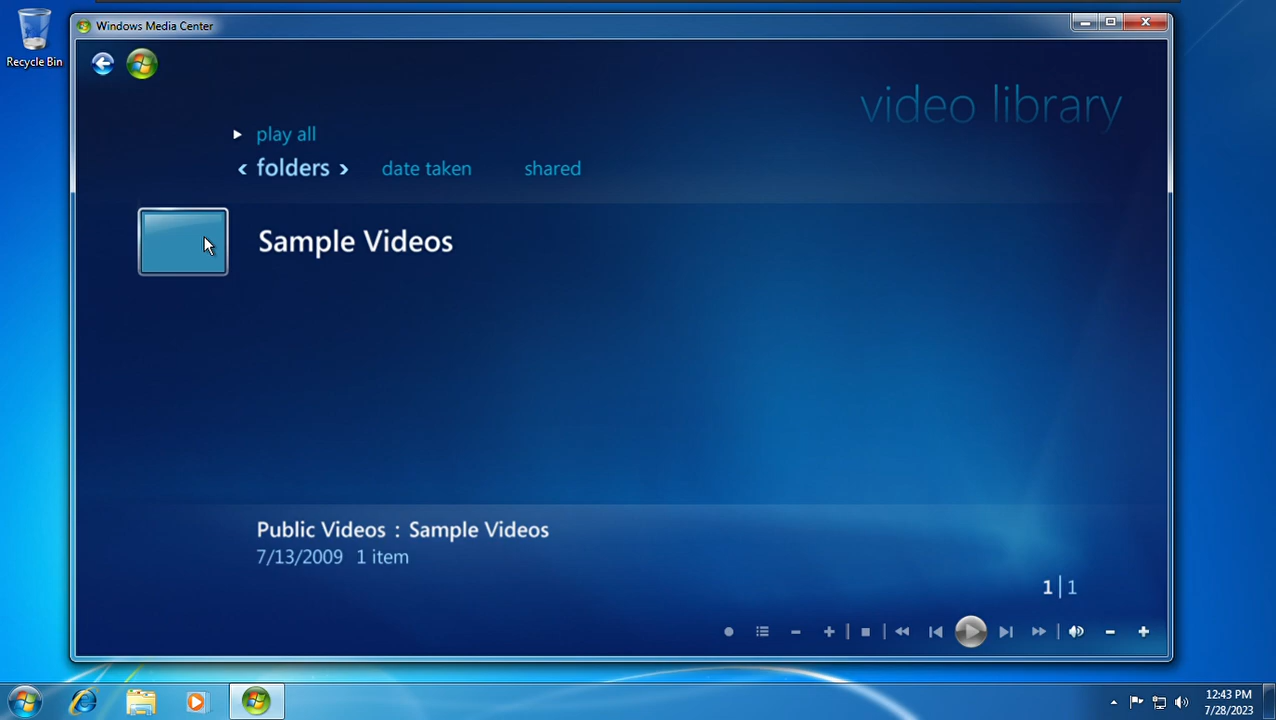 Windows Media Center
Recycle Bin
video library
play all
< folders > date taken shared
Sample Videos
Public Videos : Sample Videos
7/13/2009 1 item
1 | 1
12:43 PM
7/28/2023